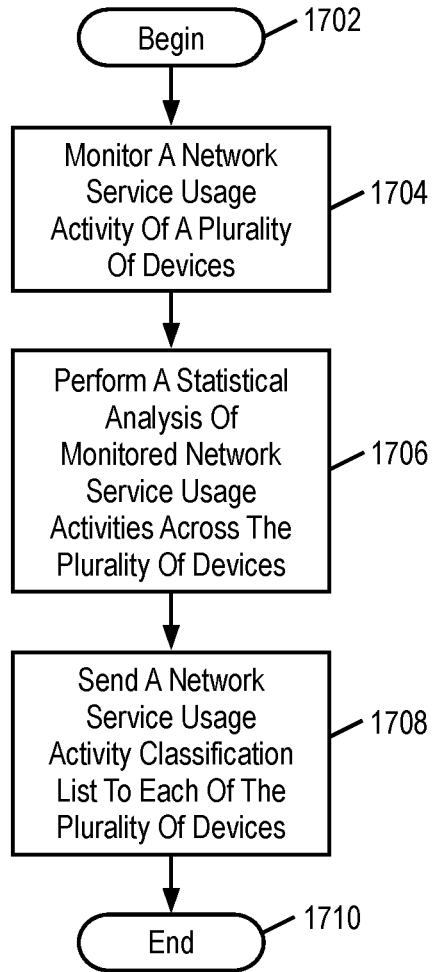 Begin
1702
Monitor A Network
Service Usage
Activity Of A Plurality
Of Devices
1704
Perform A Statistical
Analysis Of
Monitored Network
Service Usage
Activities Across The
Plurality Of Devices
1706
Send A Network
Service Usage
Activity Classification
List To Each Of The
Plurality Of Devices
1708
End
1710